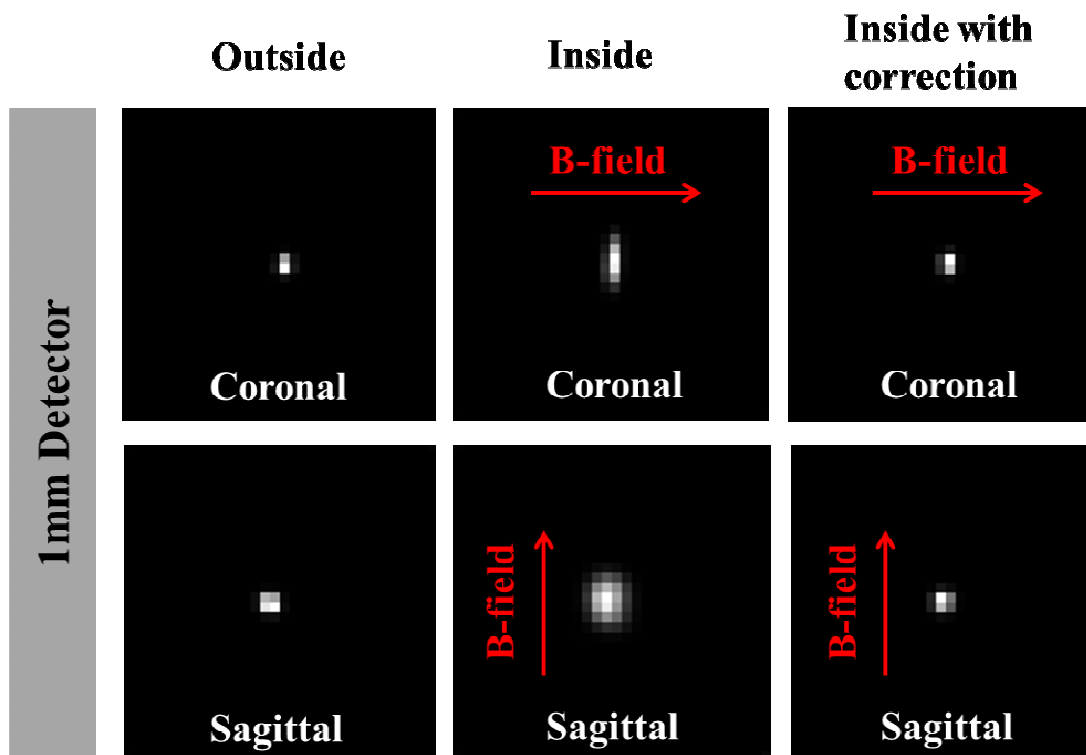 Outside
Inside
Inside with
correction
1mm Detector
B-field
B-field
Coronal
Coronal
Coronal
B-field
B-field
Sagittal
Sagittal
Sagittal